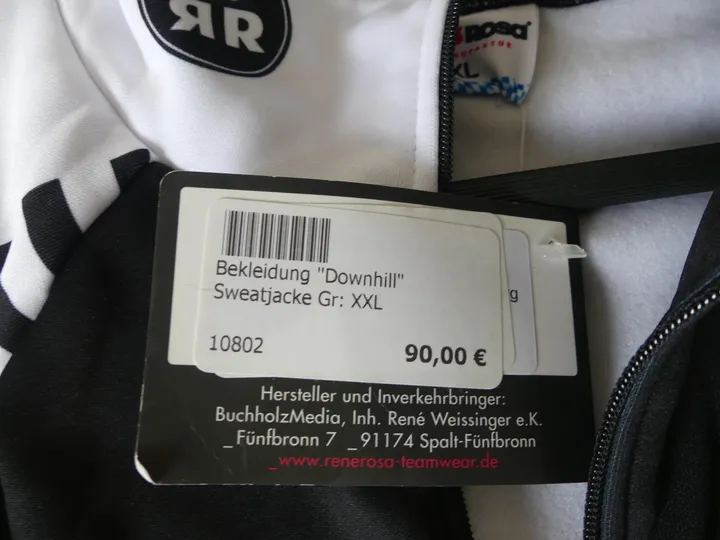 RR
Rosa
XL
Bekleidung "Downhill"
Sweatjacke Gr: XXL
10802
90,00 €
g
Hersteller und Inverkehrbringer:
BuchholzMedia, Inh. René Weissinger e.K.
_Fünfbronn 7 _91174 Spalt-Fünfbronn
_www.renerosa-teamwear.de